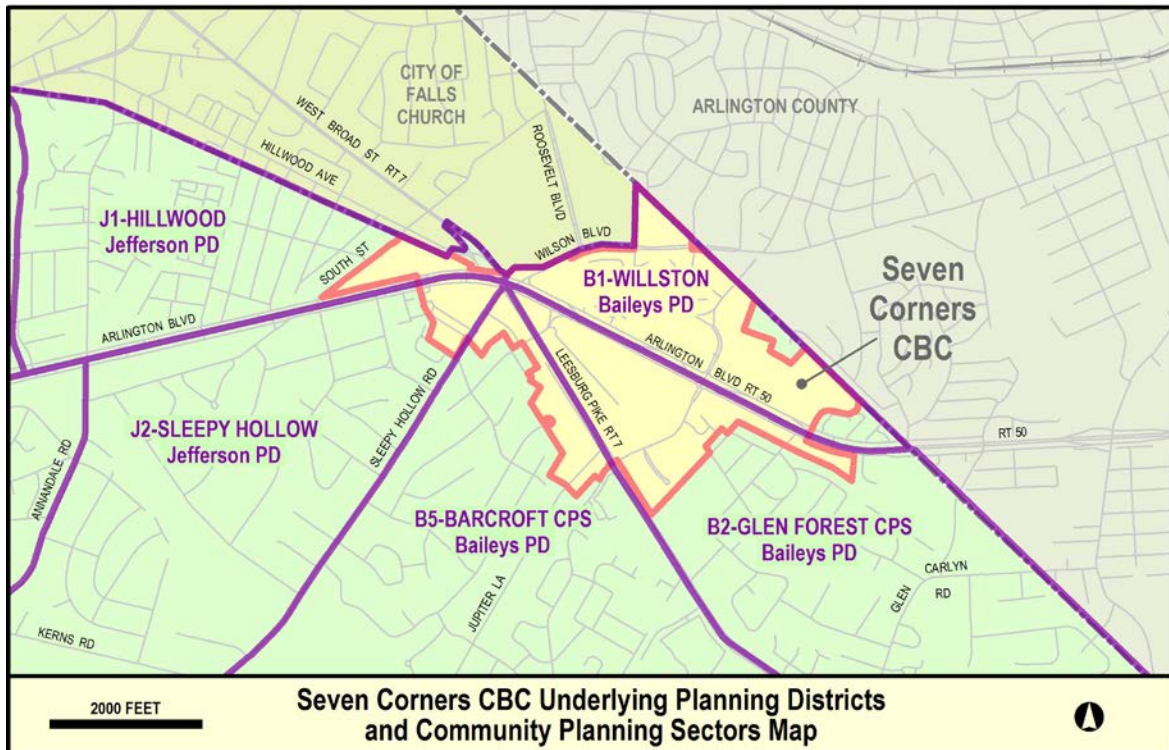 CITY OF
FALLS
CHURCH
ARLINGTON COUNTY
WEST BROAD ST RT 7
ROOSEVELT BLVD
HILLWOOD AVE
J1-HILLWOOD
Jefferson PD
SOUTH ST
WILSON BLVD
B1-WILLSTON
Baileys PD
Seven
Corners
CBC
ARLINGTON BLVD
ARLINGTON BLVD RT 50
LEESBURG PIKE RT 7
SLEEPY HOLLOW RD
J2-SLEEPY HOLLOW
Jefferson PD
RT 50
ANNANDALE RD
B5-BARCROFT CPS
Baileys PD
B2-GLEN FOREST CPS
Baileys PD
JUPITER LA
GLEN CARLYN RD
KERNS RD
2000 FEET
Seven Corners CBC Underlying Planning Districts
and Community Planning Sectors Map